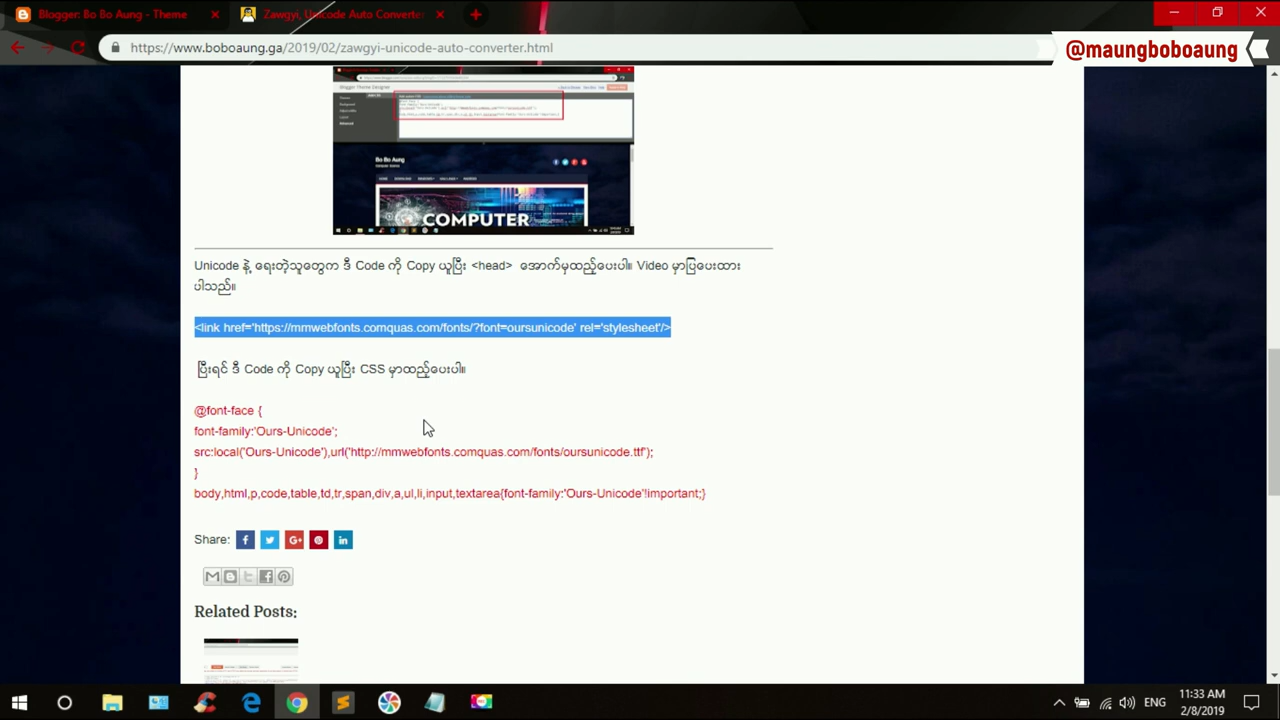 Blogger: Bo Bo Aung - Theme
Zawgyi, Unicode Auto Converter
https://www.boboaung.ga/2019/02/zawgyi-unicode-auto-converter.html
@maungboboaung
Blogger Theme Designer
Bo Bo Aung
COMPUTER
Unicode နဲ့ ရေးတဲ့သူတွေက ဒီ Code ကို Copy ယူပြီး <head> အောက်မှထည့်ပေးပါ။ Video မှာပြပေးထား
ပါသည်။
<link href='https://mmwebfonts.comquas.com/fonts/?font=oursunicode' rel='stylesheet'/>
ပြီးရင် ဒီ Code ကို Copy ယူပြီး CSS မှာထည့်ပေးပါ။
@font-face {
font-family:'Ours-Unicode';
src:local('Ours-Unicode'),url('http://mmwebfonts.comquas.com/fonts/oursunicode.ttf');
}
body,html,p,code,table,td,tr,span,div,a,ul,li,input,textarea{font-family:'Ours-Unicode'!important;}
Share:
Related Posts:
ENG
11:33 AM
2/8/2019